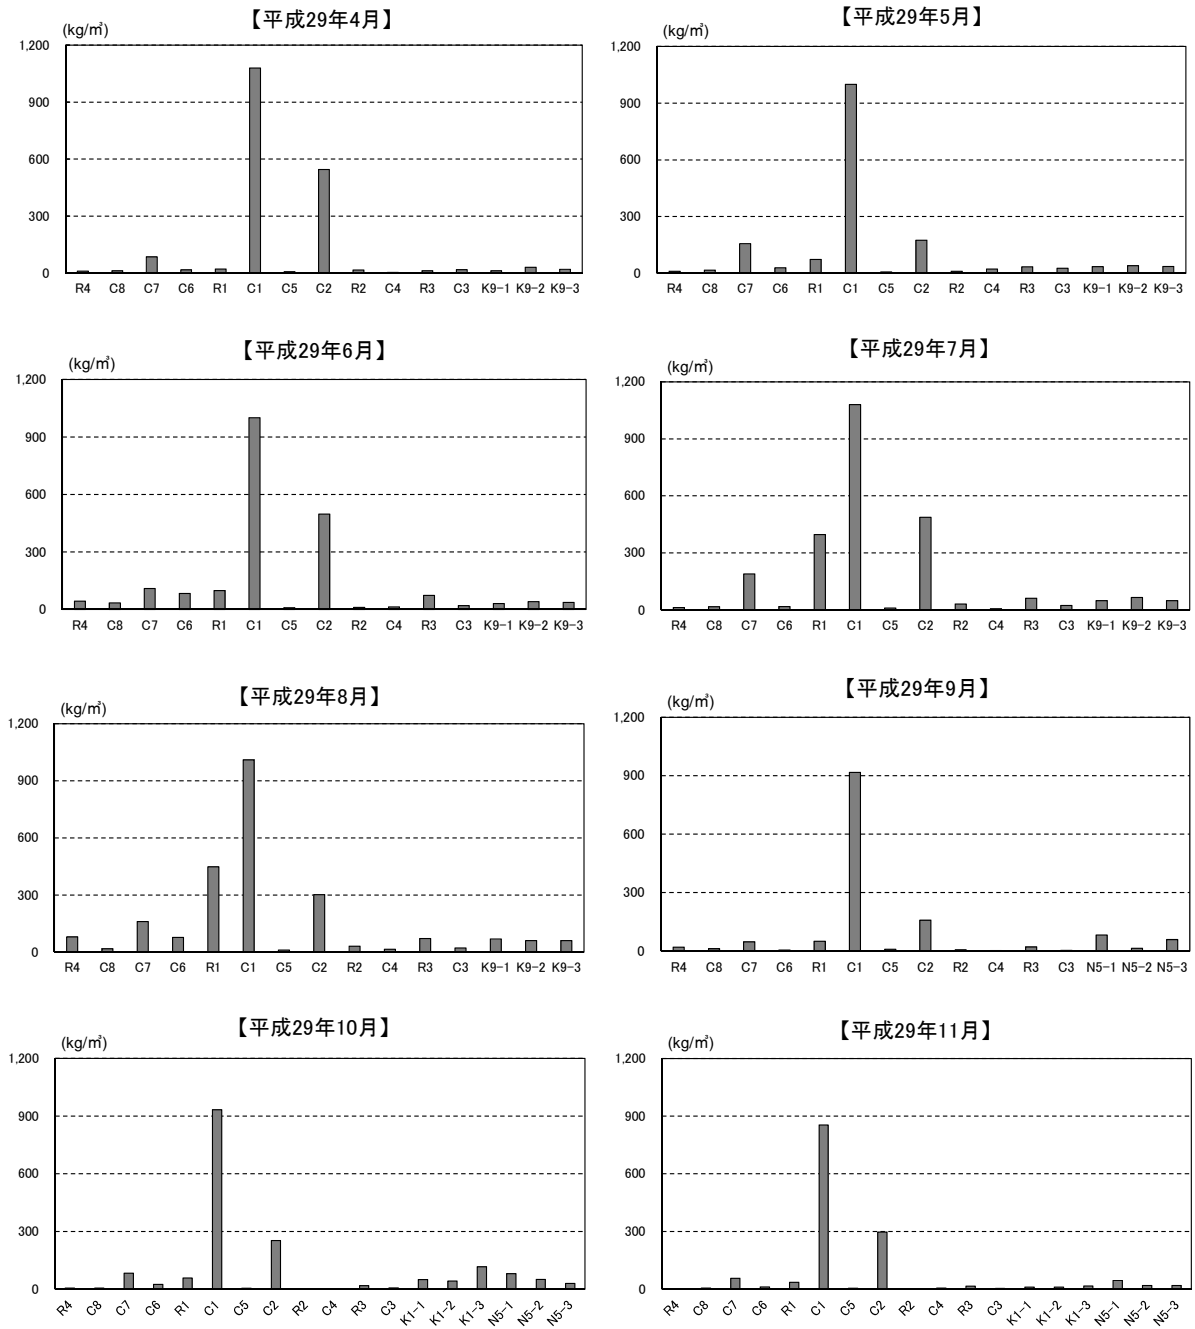 【平成29年4月】
(kg/㎡)
1,200
900
600
300
0
R4 C8 C7 C6 R1 C1 C5 C2 R2 C4 R3 C3 K9-1 K9-2 K9-3
【平成29年5月】
(kg/㎡)
1,200
900
600
300
0
R4 C8 C7 C6 R1 C1 C5 C2 R2 C4 R3 C3 K9-1 K9-2 K9-3
【平成29年6月】
(kg/㎡)
1,200
900
600
300
0
R4 C8 C7 C6 R1 C1 C5 C2 R2 C4 R3 C3 K9-1 K9-2 K9-3
【平成29年7月】
(kg/㎡)
1,200
900
600
300
0
R4 C8 C7 C6 R1 C1 C5 C2 R2 C4 R3 C3 K9-1 K9-2 K9-3
【平成29年8月】
(kg/㎡)
1,200
900
600
300
0
R4 C8 C7 C6 R1 C1 C5 C2 R2 C4 R3 C3 K9-1 K9-2 K9-3
【平成29年9月】
(kg/㎡)
1,200
900
600
300
0
R4 C8 C7 C6 R1 C1 C5 C2 R2 C4 R3 C3 N5-1 N5-2 N5-3
【平成29年10月】
(kg/㎡)
1,200
900
600
300
0
R4 C8 C7 C6 R1 C1 C5 C2 R2 C4 R3 C3 K1-1 K1-2 K1-3 N5-1 N5-2 N5-3
【平成29年11月】
(kg/㎡)
1,200
900
600
300
0
R4 C8 C7 C6 R1 C1 C5 C2 R2 C4 R3 C3 K1-1 K1-2 K1-3 N5-1 N5-2 N5-3